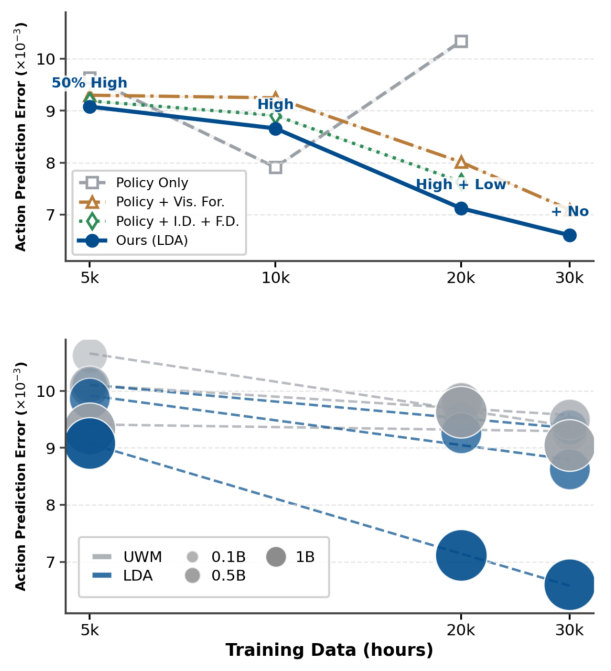 Action Prediction Error (×10⁻³)
10
9
8
7
50% High
High
High + Low
+ No
Policy Only
Policy + Vis. For.
Policy + I.D. + F.D.
Ours (LDA)
5k
10k
20k
30k
Action Prediction Error (×10⁻³)
10
9
8
7
UWM
LDA
0.1B
0.5B
1B
5k
20k
30k
Training Data (hours)